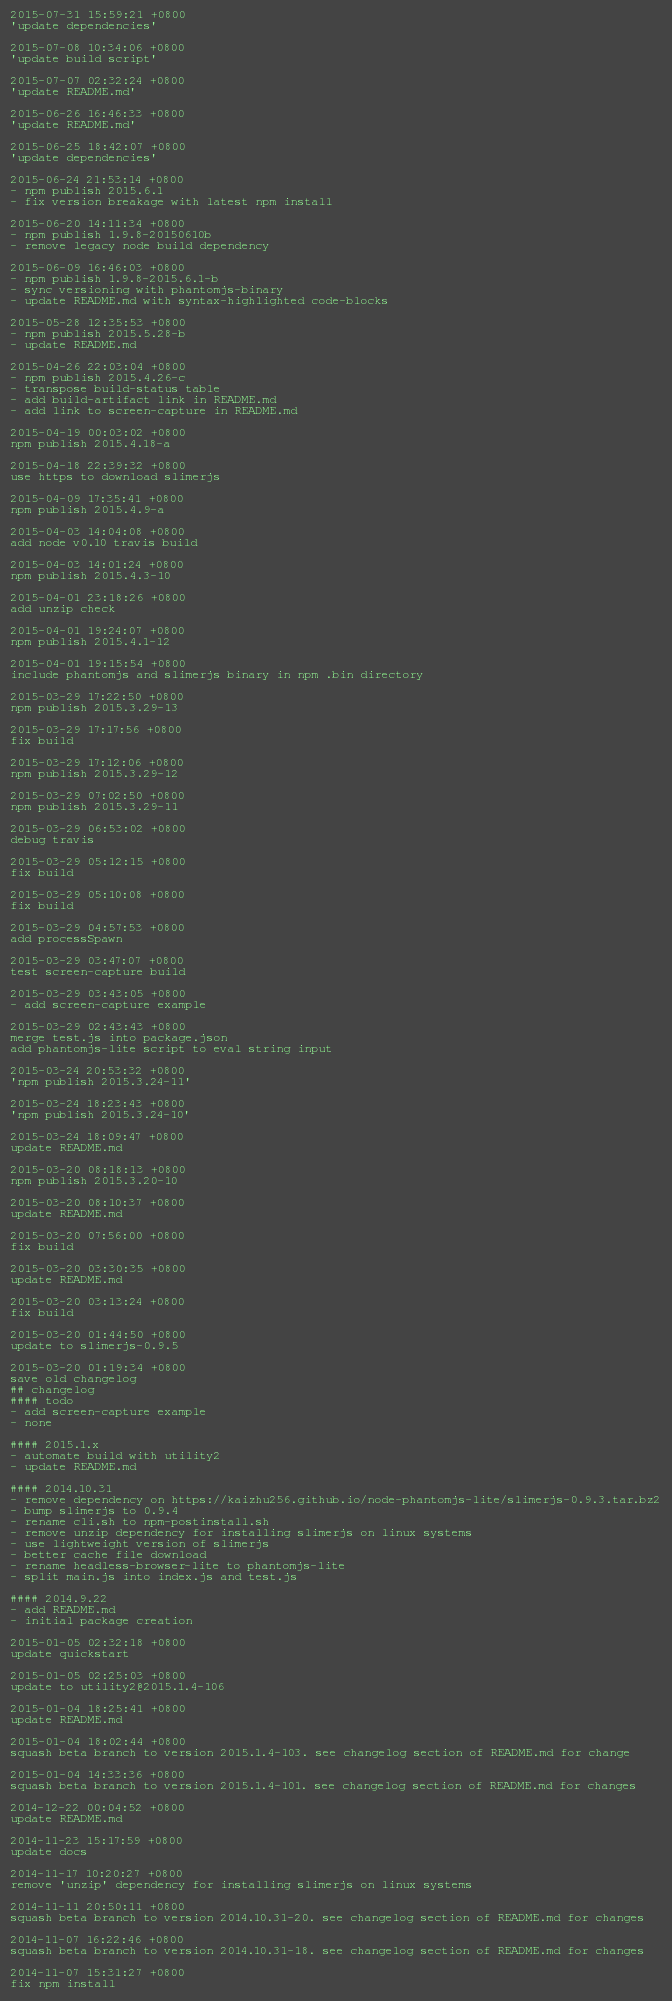 2015-07-31 15:59:21 +0800
'update dependencies'

2015-07-08 10:34:06 +0800
'update build script'

2015-07-07 02:32:24 +0800
'update README.md'

2015-06-26 16:46:33 +0800
'update README.md'

2015-06-25 18:42:07 +0800
'update dependencies'

2015-06-24 21:53:14 +0800
- npm publish 2015.6.1
- fix version breakage with latest npm install

2015-06-20 14:11:34 +0800
- npm publish 1.9.8-20150610b
- remove legacy node build dependency

2015-06-09 16:46:03 +0800
- npm publish 1.9.8-2015.6.1-b
- sync versioning with phantomjs-binary
- update README.md with syntax-highlighted code-blocks

2015-05-28 12:35:53 +0800
- npm publish 2015.5.28-b
- update README.md

2015-04-26 22:03:04 +0800
- npm publish 2015.4.26-c
- transpose build-status table
- add build-artifact link in README.md
- add link to screen-capture in README.md

2015-04-19 00:03:02 +0800
npm publish 2015.4.18-a

2015-04-18 22:39:32 +0800
use https to download slimerjs

2015-04-09 17:35:41 +0800
npm publish 2015.4.9-a

2015-04-03 14:04:08 +0800
add node v0.10 travis build

2015-04-03 14:01:24 +0800
npm publish 2015.4.3-10

2015-04-01 23:18:26 +0800
add unzip check

2015-04-01 19:24:07 +0800
npm publish 2015.4.1-12

2015-04-01 19:15:54 +0800
include phantomjs and slimerjs binary in npm .bin directory

2015-03-29 17:22:50 +0800
npm publish 2015.3.29-13

2015-03-29 17:17:56 +0800
fix build

2015-03-29 17:12:06 +0800
npm publish 2015.3.29-12

2015-03-29 07:02:50 +0800
npm publish 2015.3.29-11

2015-03-29 06:53:02 +0800
debug travis

2015-03-29 05:12:15 +0800
fix build

2015-03-29 05:10:08 +0800
fix build

2015-03-29 04:57:53 +0800
add processSpawn

2015-03-29 03:47:07 +0800
test screen-capture build

2015-03-29 03:43:05 +0800
- add screen-capture example

2015-03-29 02:43:43 +0800
merge test.js into package.json
add phantomjs-lite script to eval string input

2015-03-24 20:53:32 +0800
'npm publish 2015.3.24-11'

2015-03-24 18:23:43 +0800
'npm publish 2015.3.24-10'

2015-03-24 18:09:47 +0800
update README.md

2015-03-20 08:18:13 +0800
npm publish 2015.3.20-10

2015-03-20 08:10:37 +0800
update README.md

2015-03-20 07:56:00 +0800
fix build

2015-03-20 03:30:35 +0800
update README.md

2015-03-20 03:13:24 +0800
fix build

2015-03-20 01:44:50 +0800
update to slimerjs-0.9.5

2015-03-20 01:19:34 +0800
save old changelog
## changelog
#### todo
- add screen-capture example
- none

#### 2015.1.x
- automate build with utility2
- update README.md

#### 2014.10.31
- remove dependency on https://kaizhu256.github.io/node-phantomjs-lite/slimerjs-0.9.3.tar.bz2
- bump slimerjs to 0.9.4
- rename cli.sh to npm-postinstall.sh
- remove unzip dependency for installing slimerjs on linux systems
- use lightweight version of slimerjs
- better cache file download
- rename headless-browser-lite to phantomjs-lite
- split main.js into index.js and test.js

#### 2014.9.22
- add README.md
- initial package creation

2015-01-05 02:32:18 +0800
update quickstart

2015-01-05 02:25:03 +0800
update to utility2@2015.1.4-106

2015-01-04 18:25:41 +0800
update README.md

2015-01-04 18:02:44 +0800
squash beta branch to version 2015.1.4-103. see changelog section of README.md for change

2015-01-04 14:33:36 +0800
squash beta branch to version 2015.1.4-101. see changelog section of README.md for changes

2014-12-22 00:04:52 +0800
update README.md

2014-11-23 15:17:59 +0800
update docs

2014-11-17 10:20:27 +0800
remove 'unzip' dependency for installing slimerjs on linux systems

2014-11-11 20:50:11 +0800
squash beta branch to version 2014.10.31-20. see changelog section of README.md for changes

2014-11-07 16:22:46 +0800
squash beta branch to version 2014.10.31-18. see changelog section of README.md for changes

2014-11-07 15:31:27 +0800
fix npm install